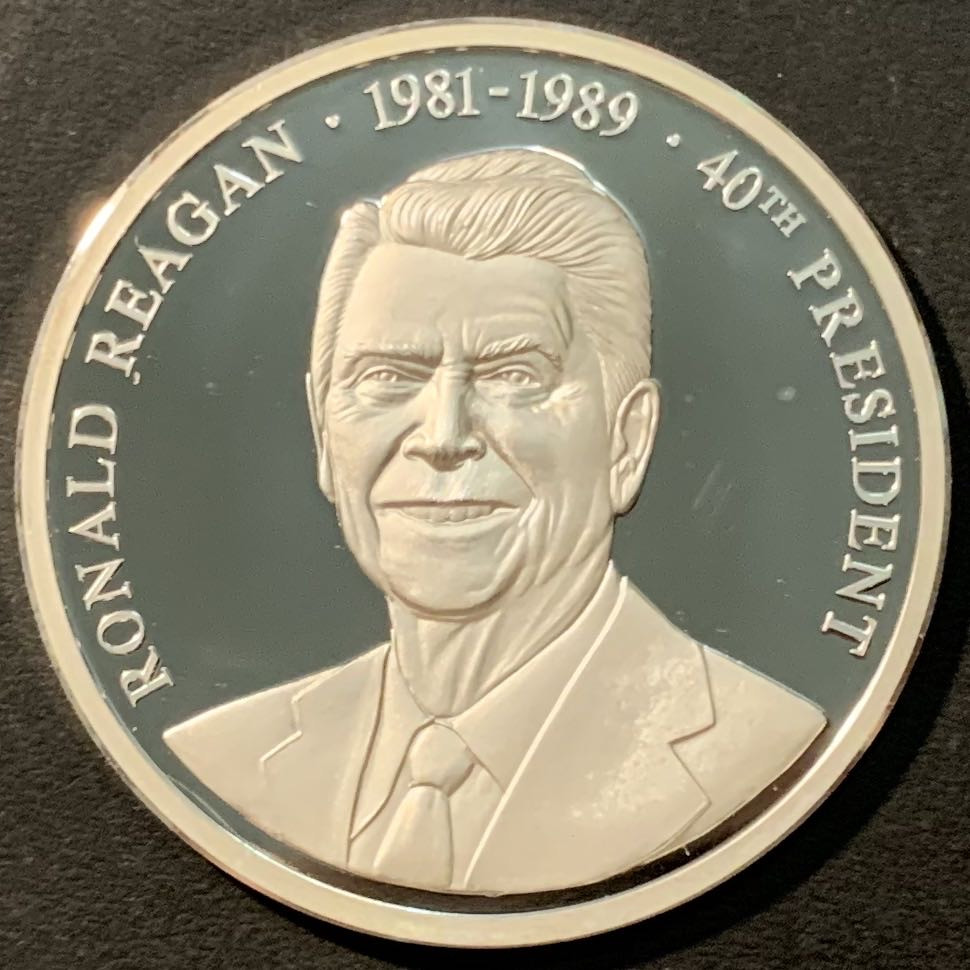 RONALD REAGAN · 1981-1989 · 40TH PRESIDENT